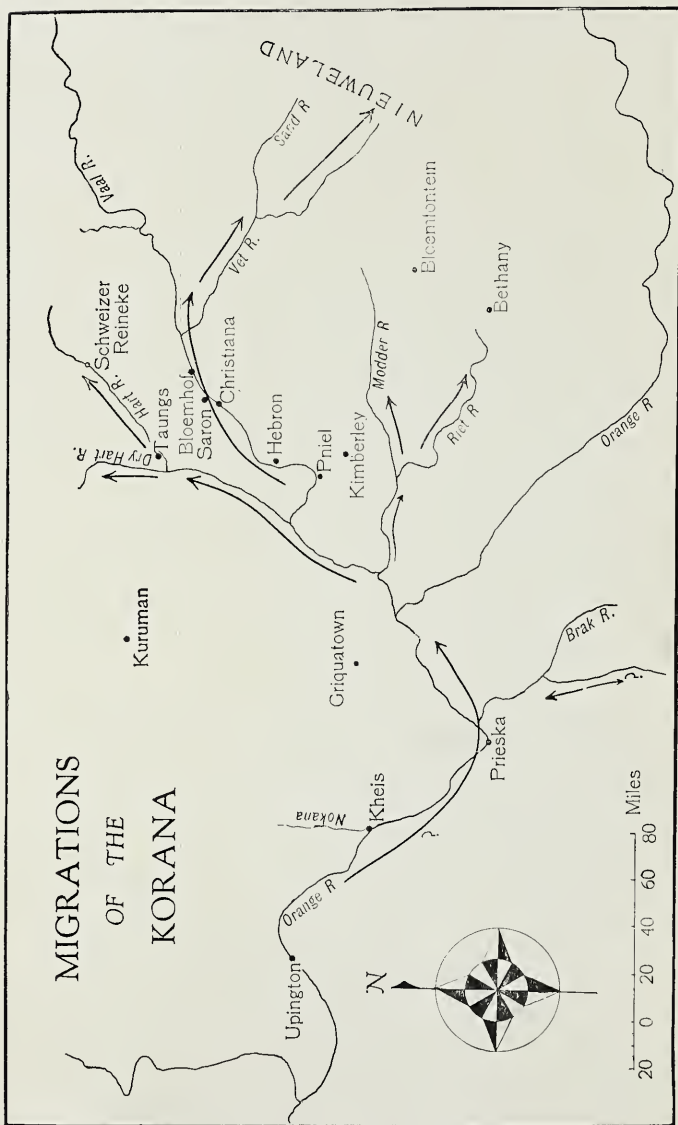 MIGRATIONS
OF THE
KORANA
Vaal R.
Schweizer
Reineke
Hart R.
Dry Hart R.
Taungs
Bloemhof
Saron
Christiana
Vet R.
Sand R
NIEUWELAND
Kuruman
Hebron
Pniel
Kimberley
Modder R
Bloemfontein
Riet R
Bethany
Griquatown
Orange R
Nokana
Kheis
Upington
Orange R
?
Prieska
Brak R.
?
N
20 0 20 40 60 80
Miles